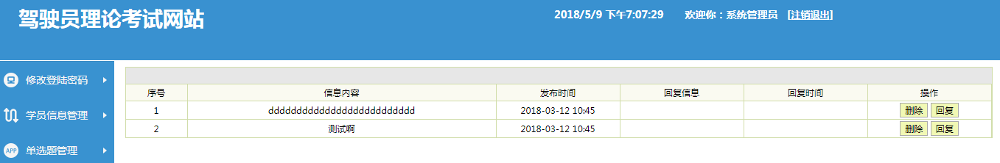 驾驶员理论考试网站
2018/5/9 下午7:07:29 欢迎你：系统管理员 [注销退出]
修改登陆密码
学员信息管理
APP 单选题管理
序号 信息内容 发布时间 回复信息 回复时间 操作
1 dddddddddddddddddddddddddd 2018-03-12 10:45 删除 回复
2 测试啊 2018-03-12 10:45 删除 回复